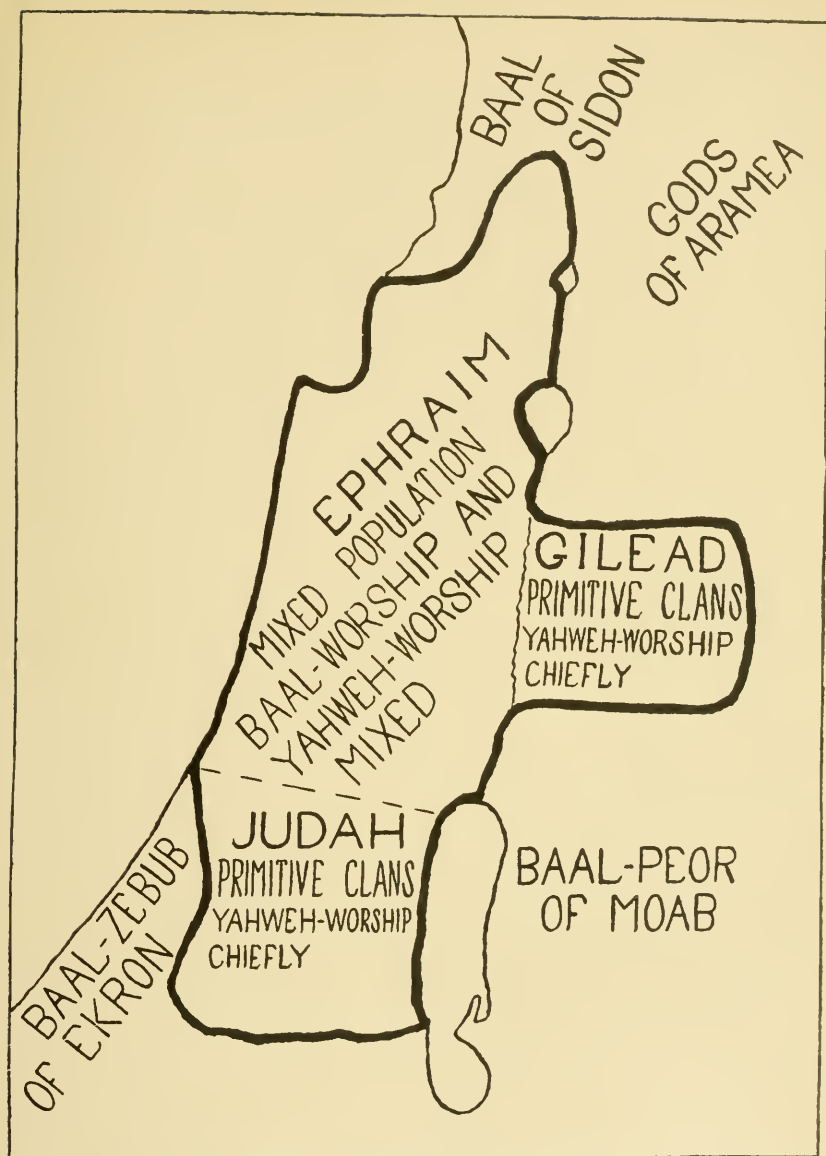 BAAL
OF
SIDON
GODS
OF ARAMEA
EPHRAIM
MIXED POPULATION
BAAL-WORSHIP AND
YAHWEH-WORSHIP
MIXED
GILEAD
PRIMITIVE CLANS
YAHWEH-WORSHIP
CHIEFLY
JUDAH
PRIMITIVE CLANS
YAHWEH-WORSHIP
CHIEFLY
BAAL-PEOR
OF MOAB
BAAL-ZEBUB
OF EKRON